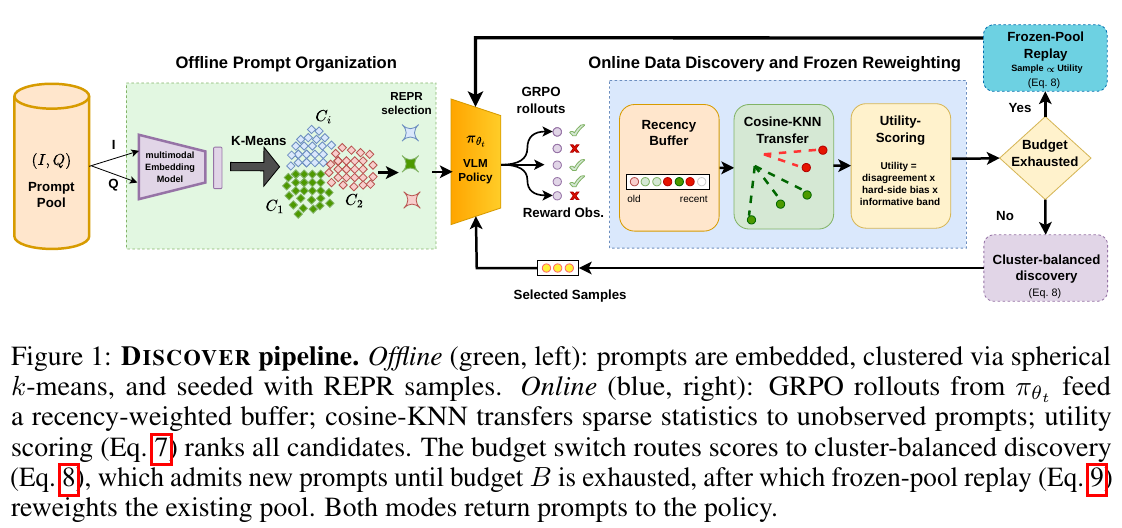 Offline Prompt Organization
Online Data Discovery and Frozen Reweighting
(I, Q)
Prompt
Pool
I
Q
multimodal
Embedding
Model
K-Means
C_i
C_1
C_2
REPR
selection
π_θ_t
VLM
Policy
GRPO
rollouts
Reward Obs.
Recency
Buffer
old
recent
Cosine-KNN
Transfer
Utility-
Scoring
Utility =
disagreement x
hard-side bias x
informative band
Frozen-Pool
Replay
Sample ∝ Utility
(Eq. 8)
Yes
Budget
Exhausted
No
Cluster-balanced
discovery
(Eq. 8)
Selected Samples
Figure 1: DISCOVER pipeline. Offline (green, left): prompts are embedded, clustered via spherical
k-means, and seeded with REPR samples. Online (blue, right): GRPO rollouts from π_θ_t feed
a recency-weighted buffer; cosine-KNN transfers sparse statistics to unobserved prompts; utility
scoring (Eq. 7) ranks all candidates. The budget switch routes scores to cluster-balanced discovery
(Eq. 8), which admits new prompts until budget B is exhausted, after which frozen-pool replay (Eq. 9)
reweights the existing pool. Both modes return prompts to the policy.